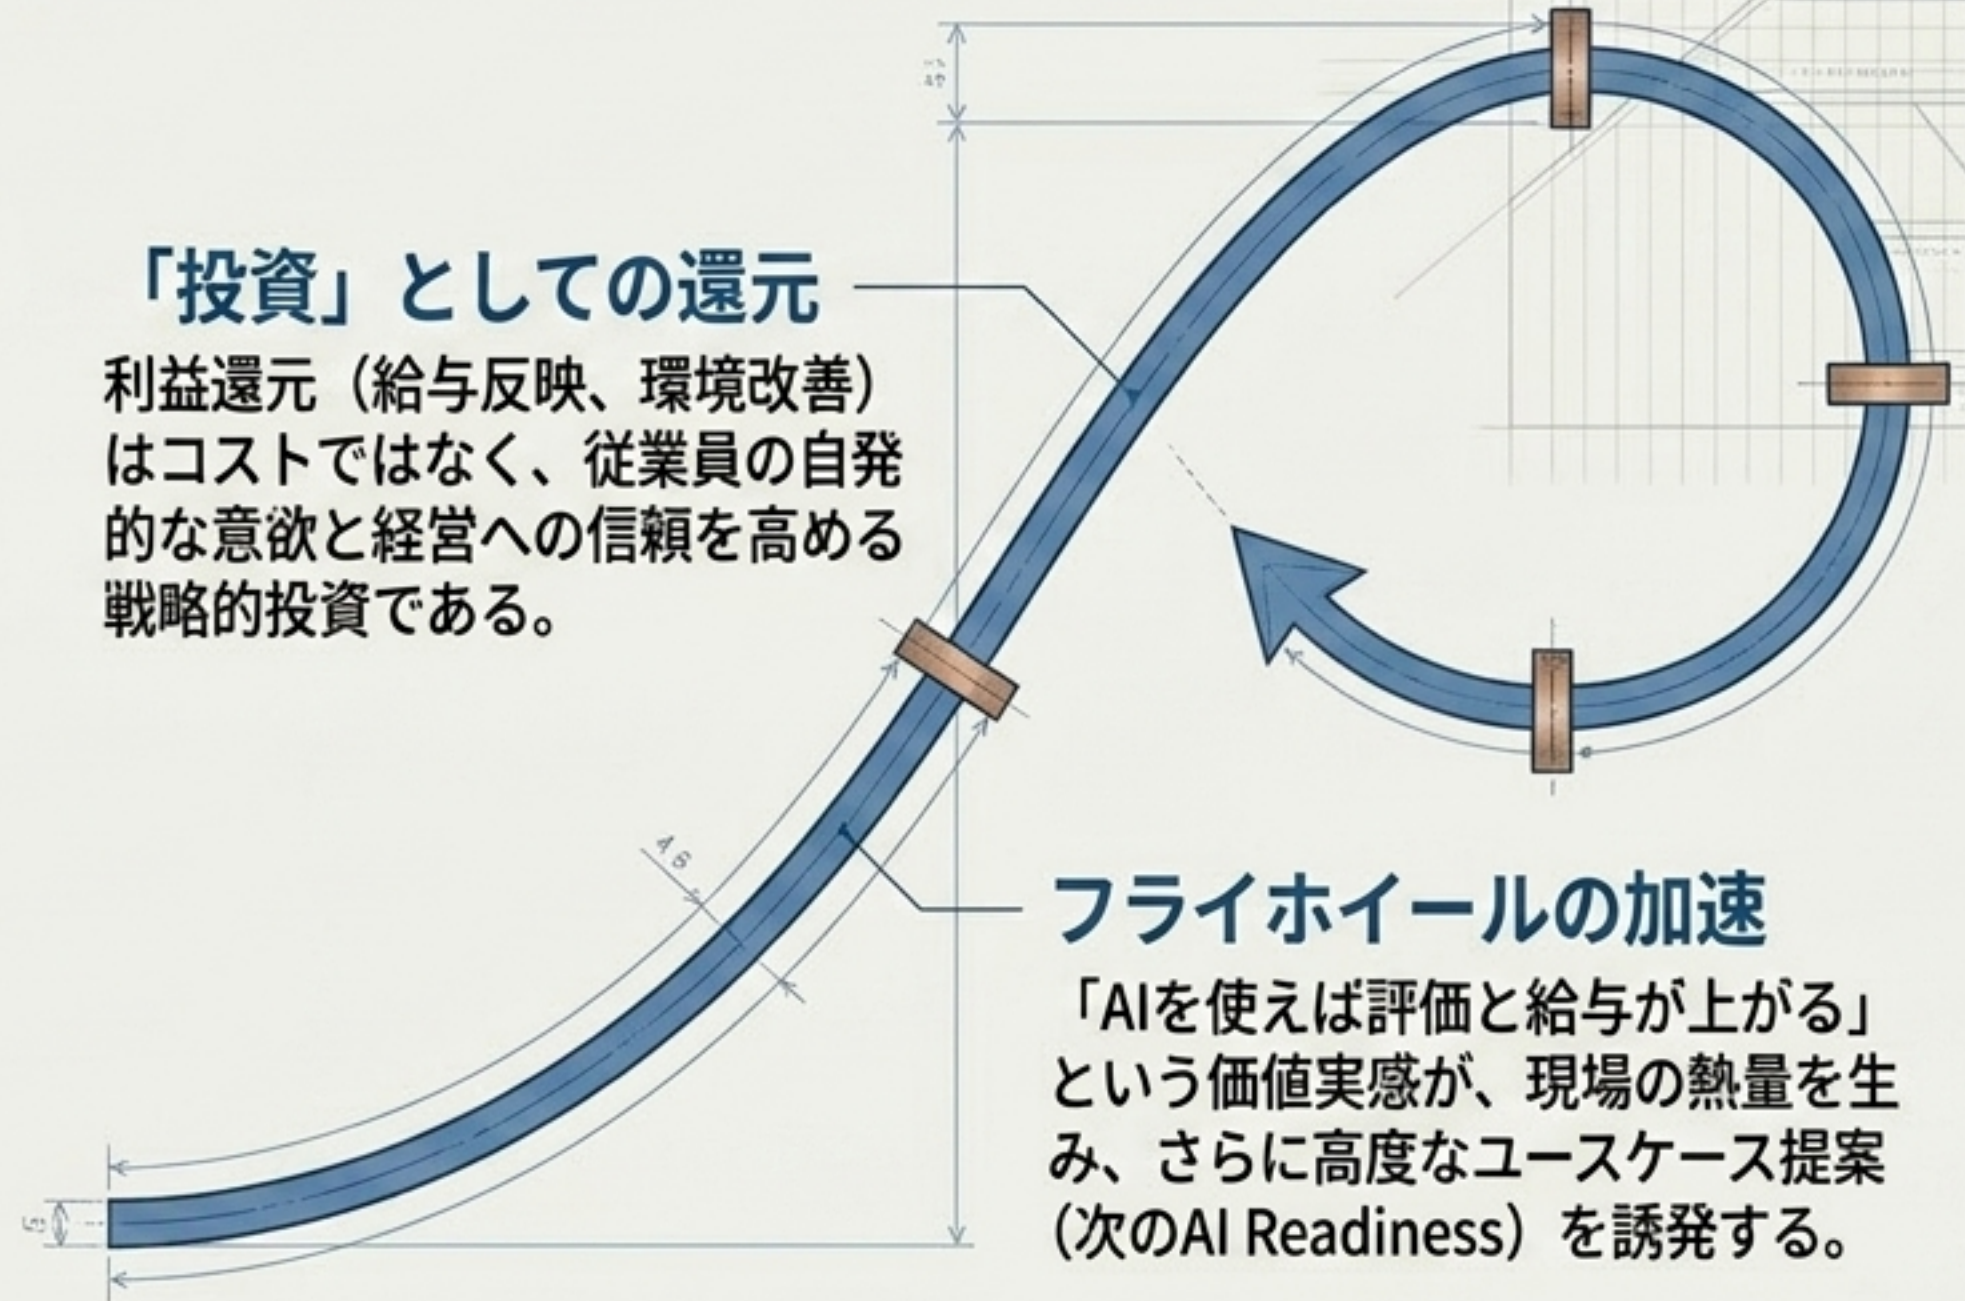 「投資」としての還元
利益還元（給与反映、環境改善）
はコストではなく、従業員の自発
的な意欲と経営への信頼を高める
戦略的投資である。
フライホイールの加速
「AIを使えば評価と給与が上がる」
という価値実感が、現場の熱量を生
み、さらに高度なユースケース提案
（次のAI Readiness）を誘発する。